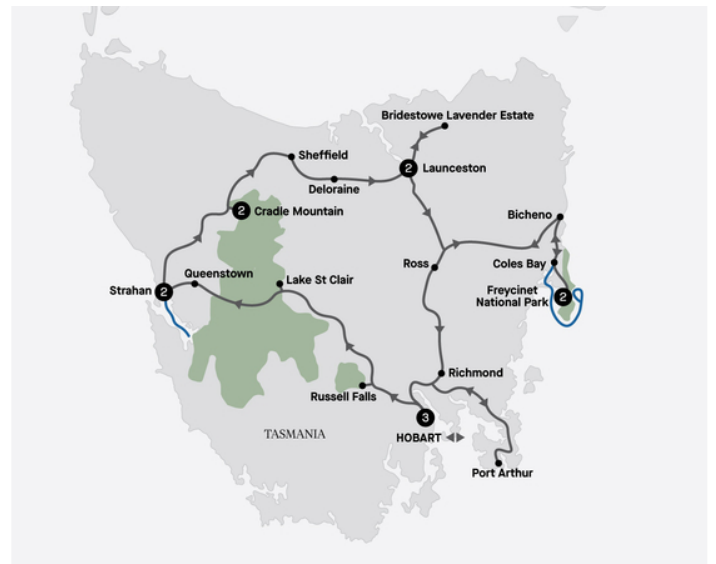 Bridestowe Lavender Estate
Sheffield
2
Launceston
Deloraine
2
Cradle Mountain
Bicheno
Ross
Coles Bay
Queenstown
Lake St Clair
Strahan
2
Freycinet
National Park
2
Richmond
Russell Falls
3
HOBART
TASMANIA
Port Arthur